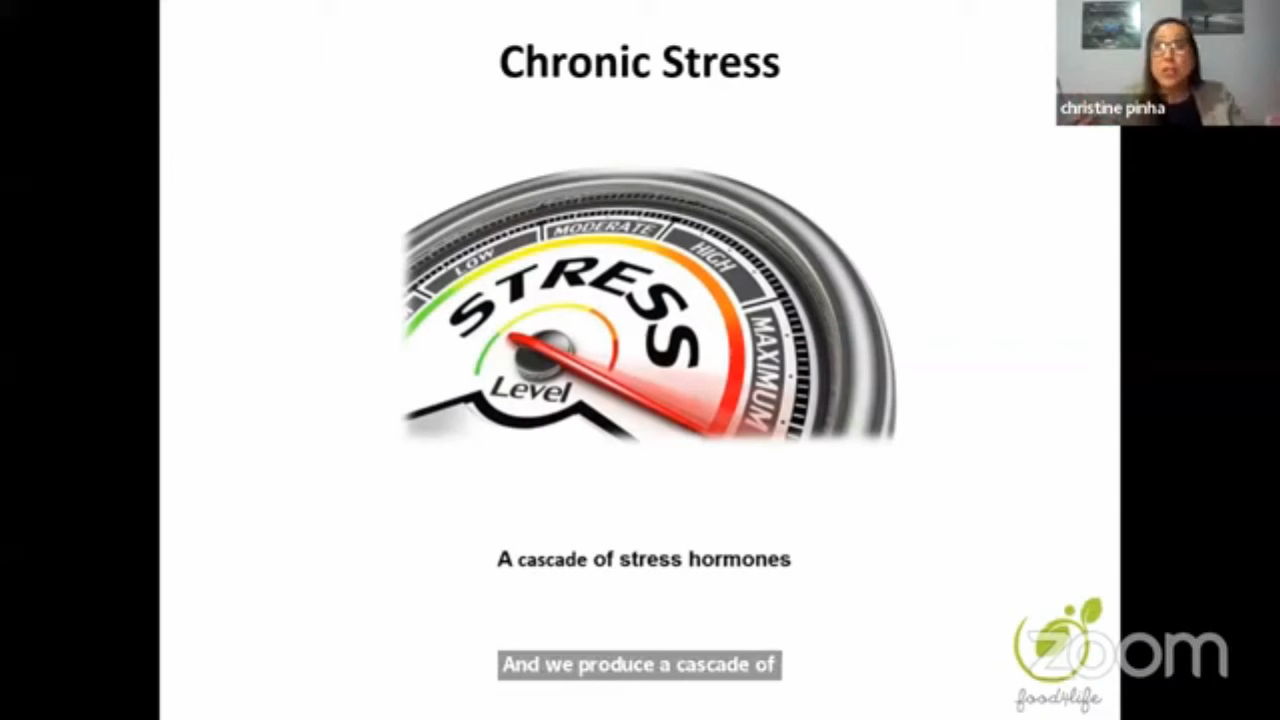 Chronic Stress
christine pinha
LOW
MODERATE
HIGH
MAXIMUM
STRESS
Level
A cascade of stress hormones
And we produce a cascade of
zoom
food4life